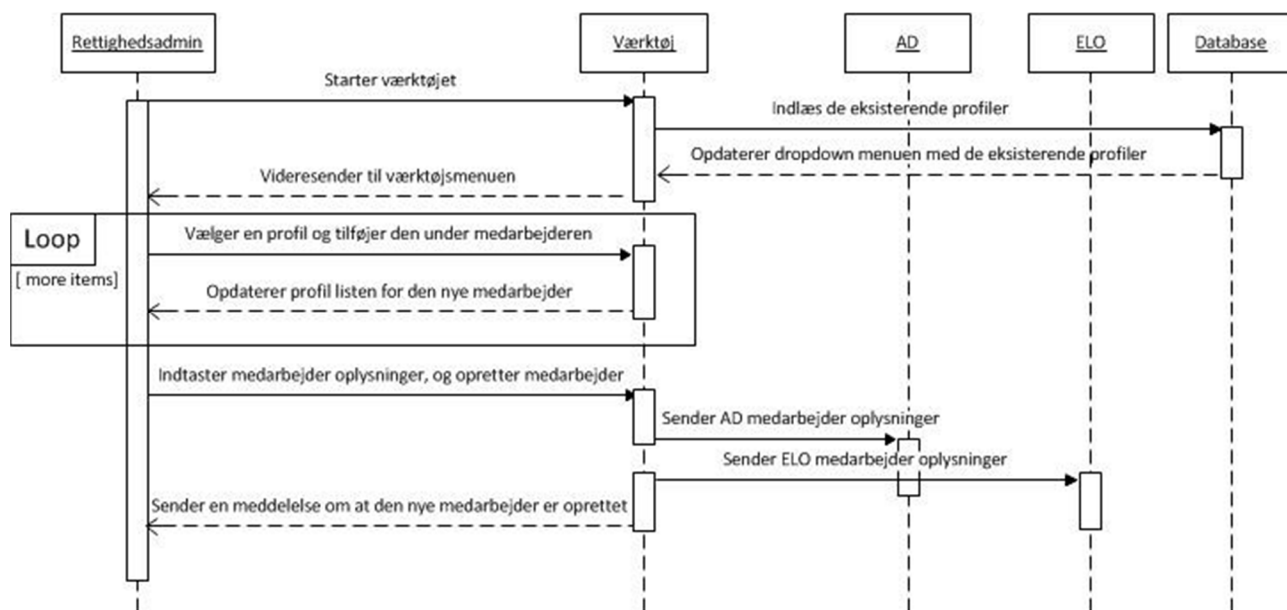 Rettighedsadmin
Værktøj
AD
ELO
Database
Starter værktøjet
Indlæs de eksisterende profiler
Opdaterer dropdown menuen med de eksisterende profiler
Videresender til værktøjsmenuen
Loop
Vælger en profil og tilføjer den under medarbejderen
[ more items]
Opdaterer profil listen for den nye medarbejder
Indtaster medarbejder oplysninger, og opretter medarbejder
Sender AD medarbejder oplysninger
Sender ELO medarbejder oplysninger
Sender en meddelelse om at den nye medarbejder er oprettet